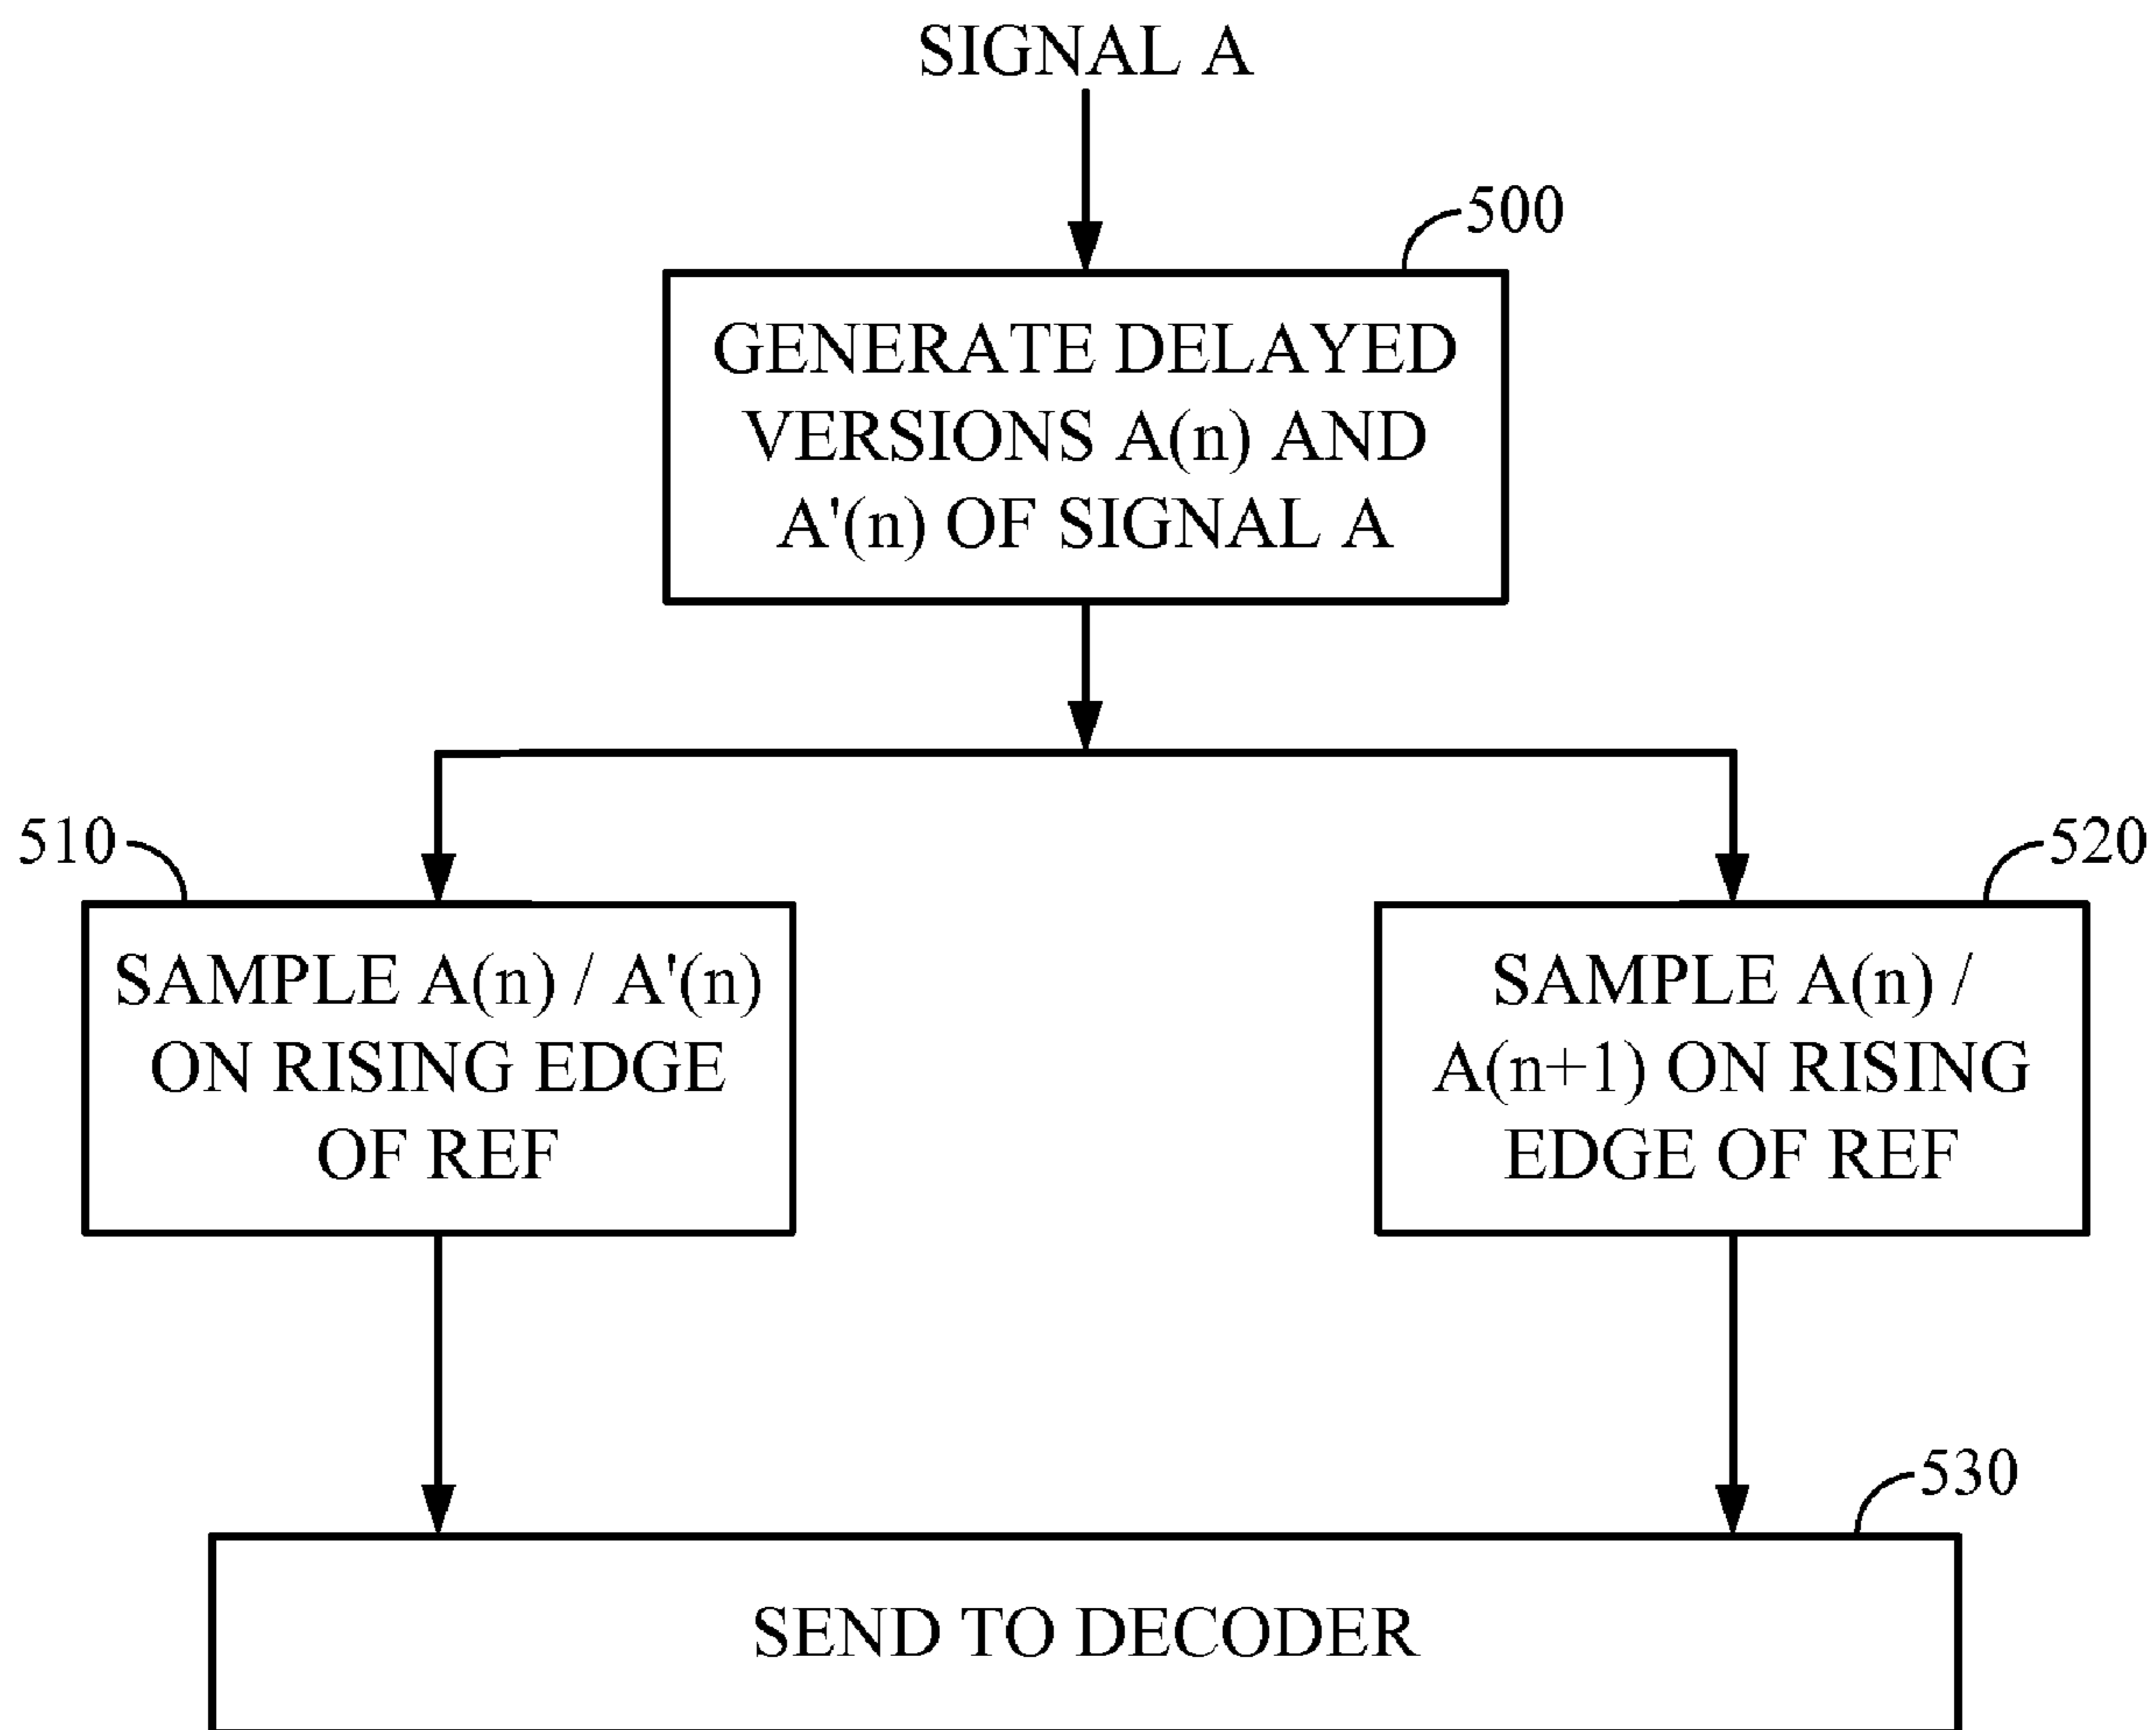 SIGNAL A
500
GENERATE DELAYED
VERSIONS A(n) AND
A'(n) OF SIGNAL A
510
520
SAMPLE A(n) / A'(n)
ON RISING EDGE
OF REF
SAMPLE A(n) /
A(n+1) ON RISING
EDGE OF REF
530
SEND TO DECODER